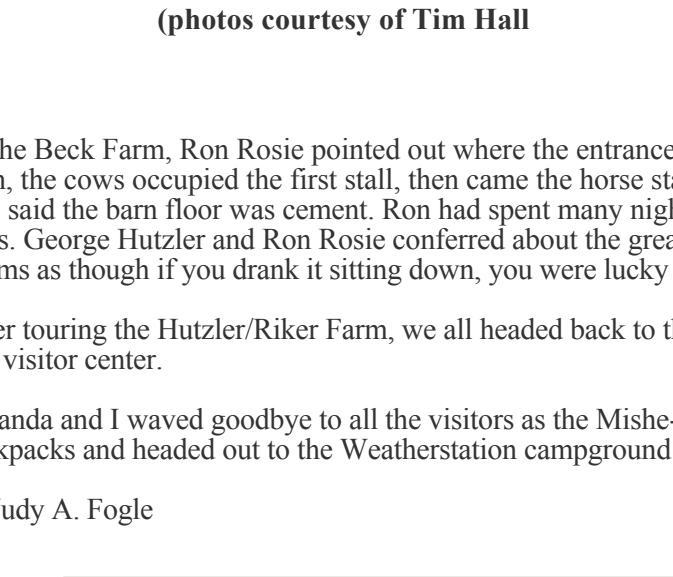 (photos courtesy of Tim Hall
he Beck Farm, Ron Rosie pointed out where the entrance
, the cows occupied the first stall, then came the horse
said the barn floor was cement. Ron had spent many
s. George Hutzler and Ron Rosie conferred about the
ms as though if you drank it sitting down, you were lucky
er touring the Hutzler/Riker Farm, we all headed back to
visitor center.
anda and I waved goodbye to all the visitors as the Mishe-
kpacks and headed out to the Weatherstation campground
udy A. Fogle